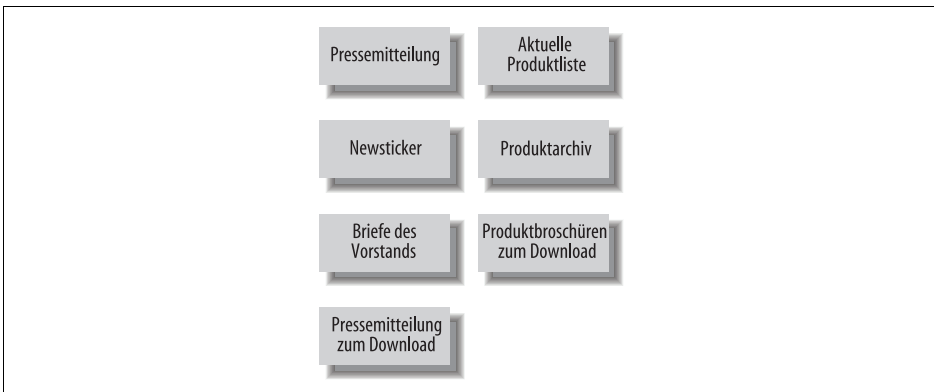 Pressemitteilung
Aktuelle
Produktliste
Newsticker
Produktarchiv
Briefe des
Vorstands
Produktbroschüren
zum Download
Pressemitteilung
zum Download